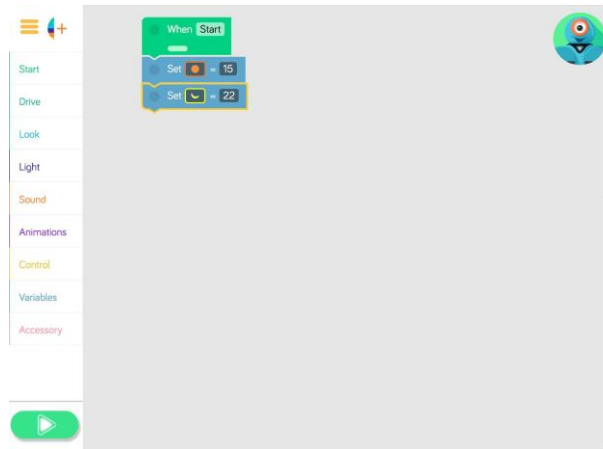 When Start
Set = 15
Set = 22
Start
Drive
Look
Light
Sound
Animations
Control
Variables
Accessory